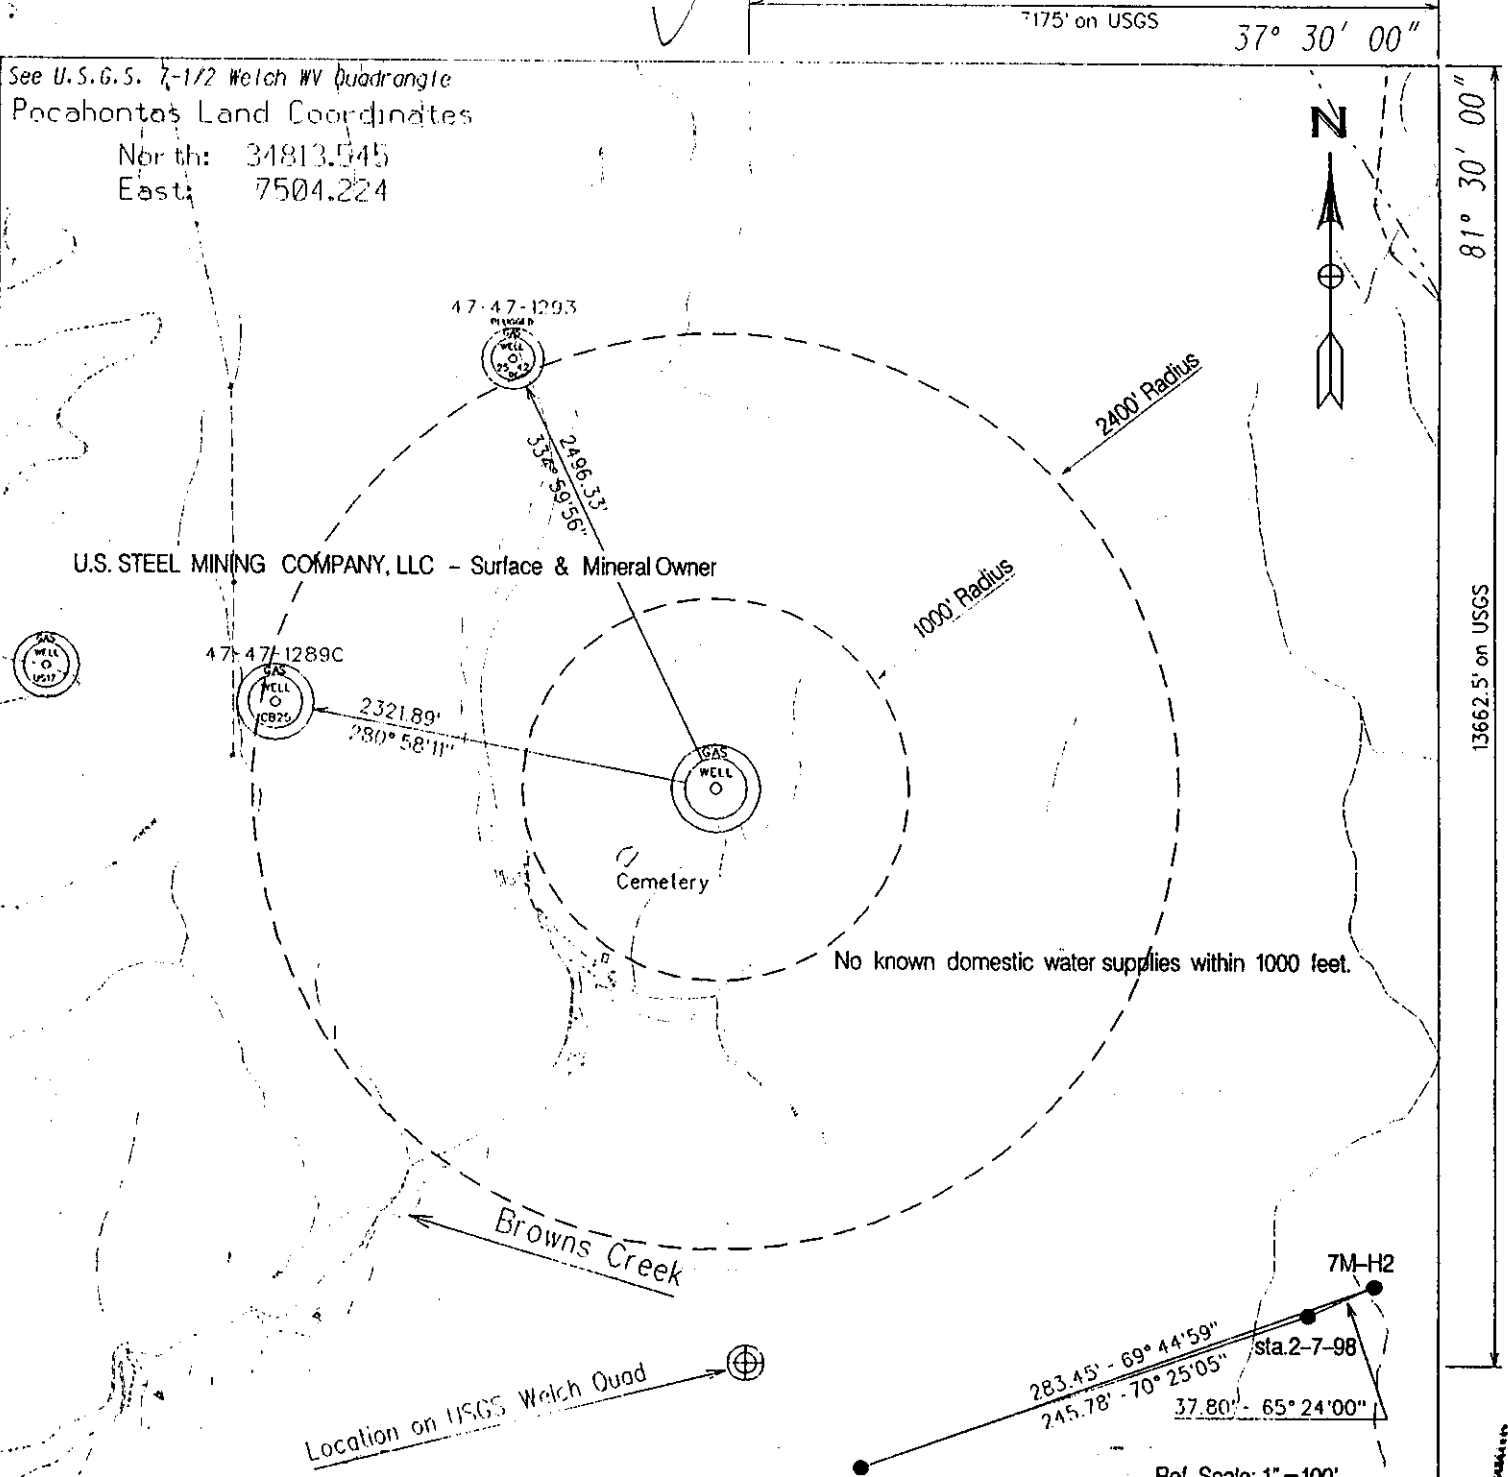 7175' on USGS
37° 30' 00"
See U.S.G.S. 7-1/2 Welch WV Quadrangle
Pocahontas Land Coordinates
North: 34813.545
East: 7504.224
81° 30' 00"
N
47-47-1293
PLUGGED
GAS
WELL
2400' Radius
2496.33'
334° 59'56"
U.S. STEEL MINING COMPANY, LLC - Surface & Mineral Owner
1000' Radius
13662.5' on USGS
GAS
WELL
US17
47-47-1289C
GAS
WELL
CB25
2321.89'
280° 58'11"
GAS
WELL
Cemetery
No known domestic water supplies within 1000 feet.
Browns Creek
7M-H2
sta.2-7-98
283.45' - 69° 44'59"
245.78' - 70° 25'05"
37.80' - 65° 24'00"
Location on USGS Welch Quad
Ref. Scale: 1"=100'